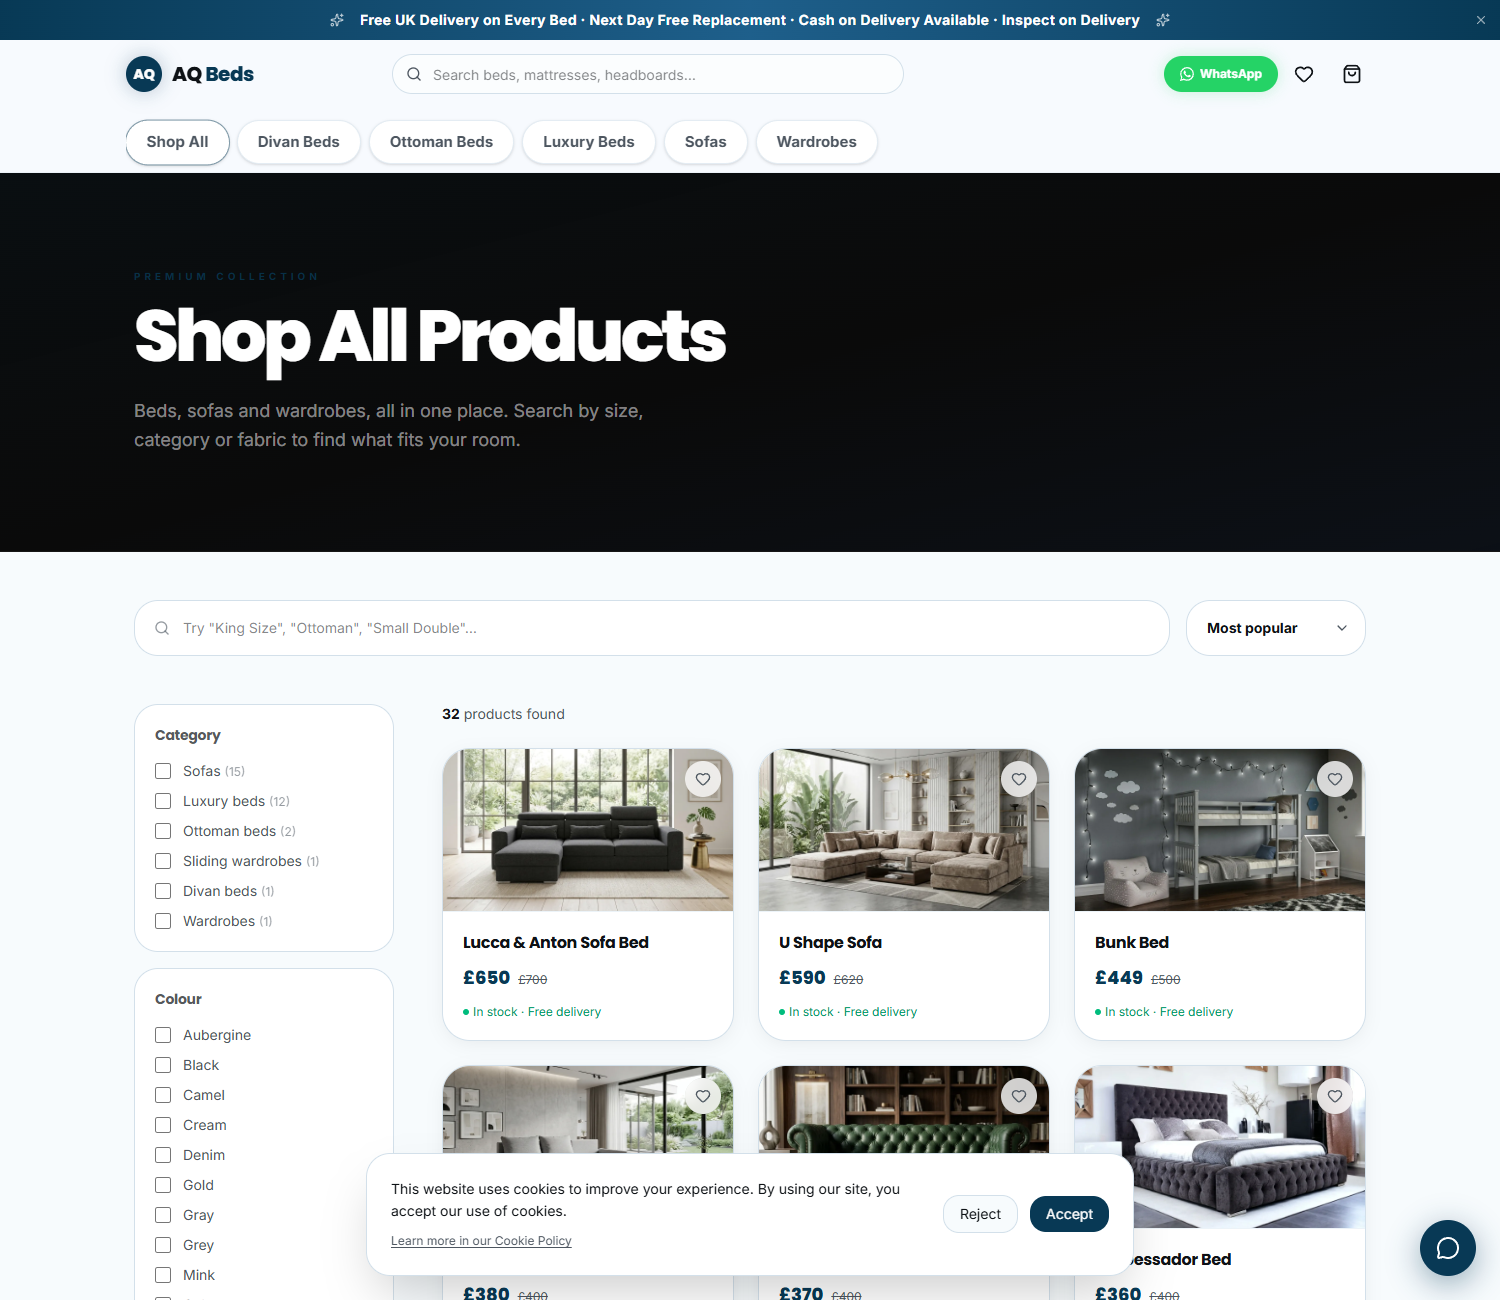 Free UK Delivery on Every Bed · Next Day Free Replacement · Cash on Delivery Available · Inspect on Delivery
AQ
AQ Beds
Search beds, mattresses, headboards...
WhatsApp
Shop All
Divan Beds
Ottoman Beds
Luxury Beds
Sofas
Wardrobes
PREMIUM COLLECTION
Shop All Products
Beds, sofas and wardrobes, all in one place. Search by size,
category or fabric to find what fits your room.
Try "King Size", "Ottoman", "Small Double"...
Most popular
Category
Sofas (15)
Luxury beds (12)
Ottoman beds (2)
Sliding wardrobes (1)
Divan beds (1)
Wardrobes (1)
Colour
Aubergine
Black
Camel
Cream
Denim
Gold
Gray
Grey
Mink
32 products found
Lucca & Anton Sofa Bed
£650 £700
In stock · Free delivery
U Shape Sofa
£590 £620
In stock · Free delivery
Bunk Bed
£449 £500
In stock · Free delivery
£380 £400
£370 £400
essador Bed
£360 £400
This website uses cookies to improve your experience. By using our site, you
accept our use of cookies.
Learn more in our Cookie Policy
Reject
Accept